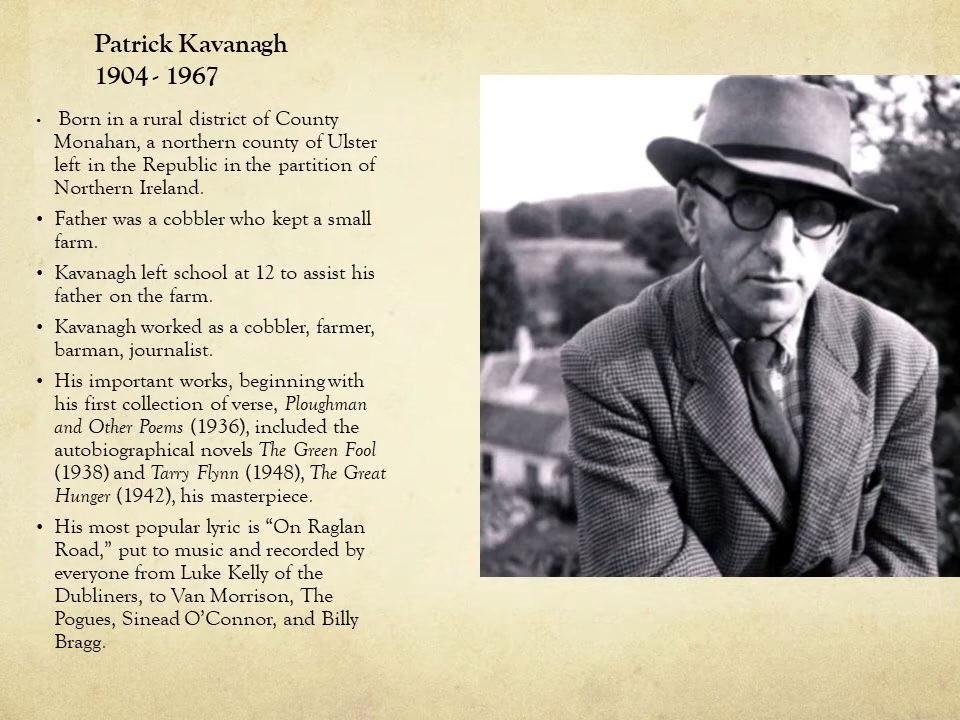 Patrick Kavanagh
1904 - 1967
• Born in a rural district of County
Monahan, a northern county of Ulster
left in the Republic in the partition of
Northern Ireland.
• Father was a cobbler who kept a small
farm.
• Kavanagh left school at 12 to assist his
father on the farm.
• Kavanagh worked as a cobbler, farmer,
barman, journalist.
• His important works, beginning with
his first collection of verse, Ploughman
and Other Poems (1936), included the
autobiographical novels The Green Fool
(1938) and Tarry Flynn (1948), The Great
Hunger (1942), his masterpiece.
• His most popular lyric is “On Raglan
Road,” put to music and recorded by
everyone from Luke Kelly of the
Dubliners, to Van Morrison, The
Pogues, Sinead O’Connor, and Billy
Bragg.